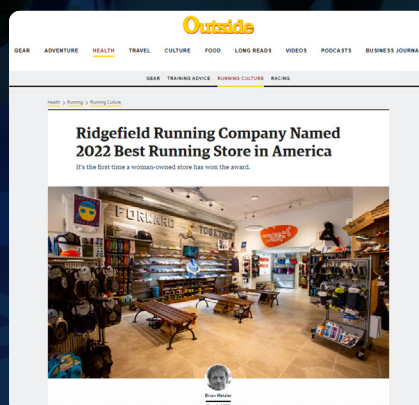 Outside
GEAR ADVENTURE HEALTH TRAVEL CULTURE FOOD LONG READS VIDEOS PODCASTS BUSINESS JOURNA
GEAR TRAINING ADVICE RUNNING CULTURE RACING
Health > Running > Running Culture
Ridgefield Running Company Named
2022 Best Running Store in America
It's the first time a woman-owned store has won the award.
FORWARD TOGETHER
Brian Metzler